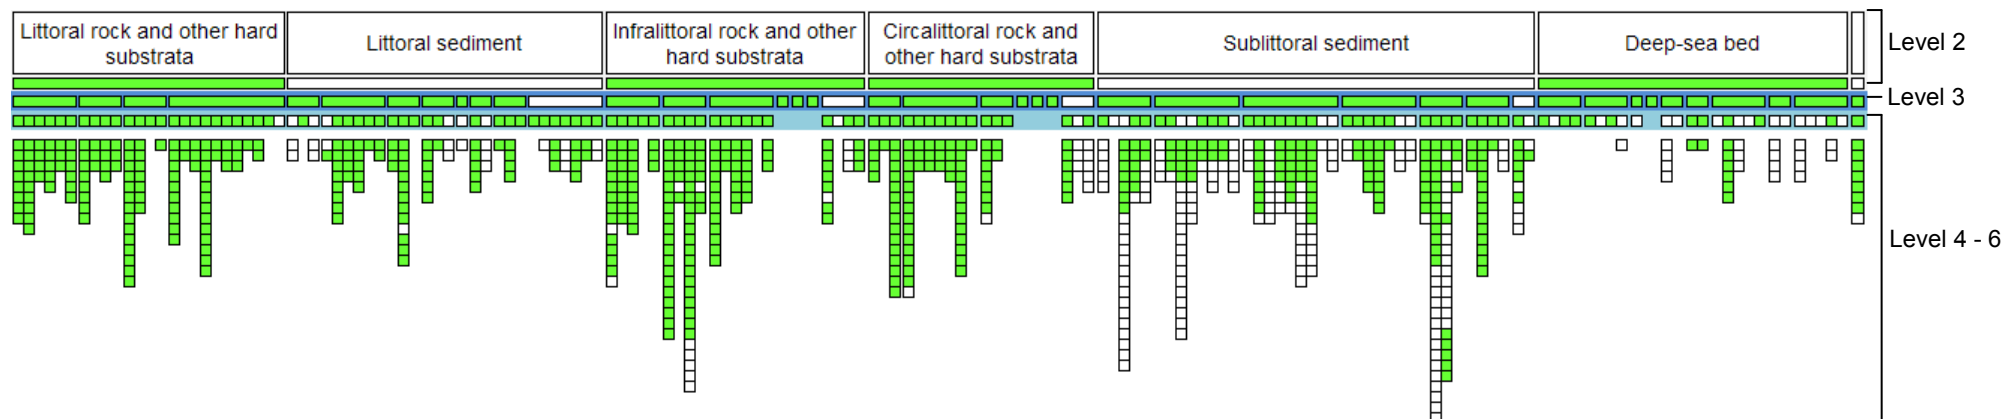 Littoral rock and other hard
substrata
Littoral sediment
Infralittoral rock and other
hard substrata
Circalittoral rock and
other hard substrata
Sublittoral sediment
Deep-sea bed
Level 2
Level 3
Level 4 - 6